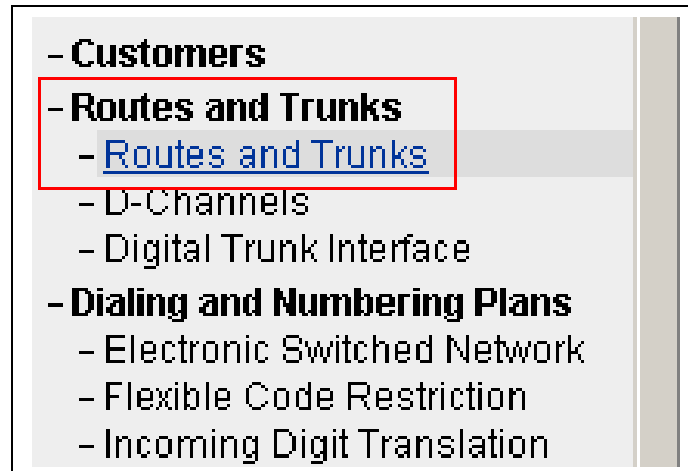 – Customers
– Routes and Trunks
– Routes and Trunks
– D-Channels
– Digital Trunk Interface
– Dialing and Numbering Plans
– Electronic Switched Network
– Flexible Code Restriction
– Incoming Digit Translation